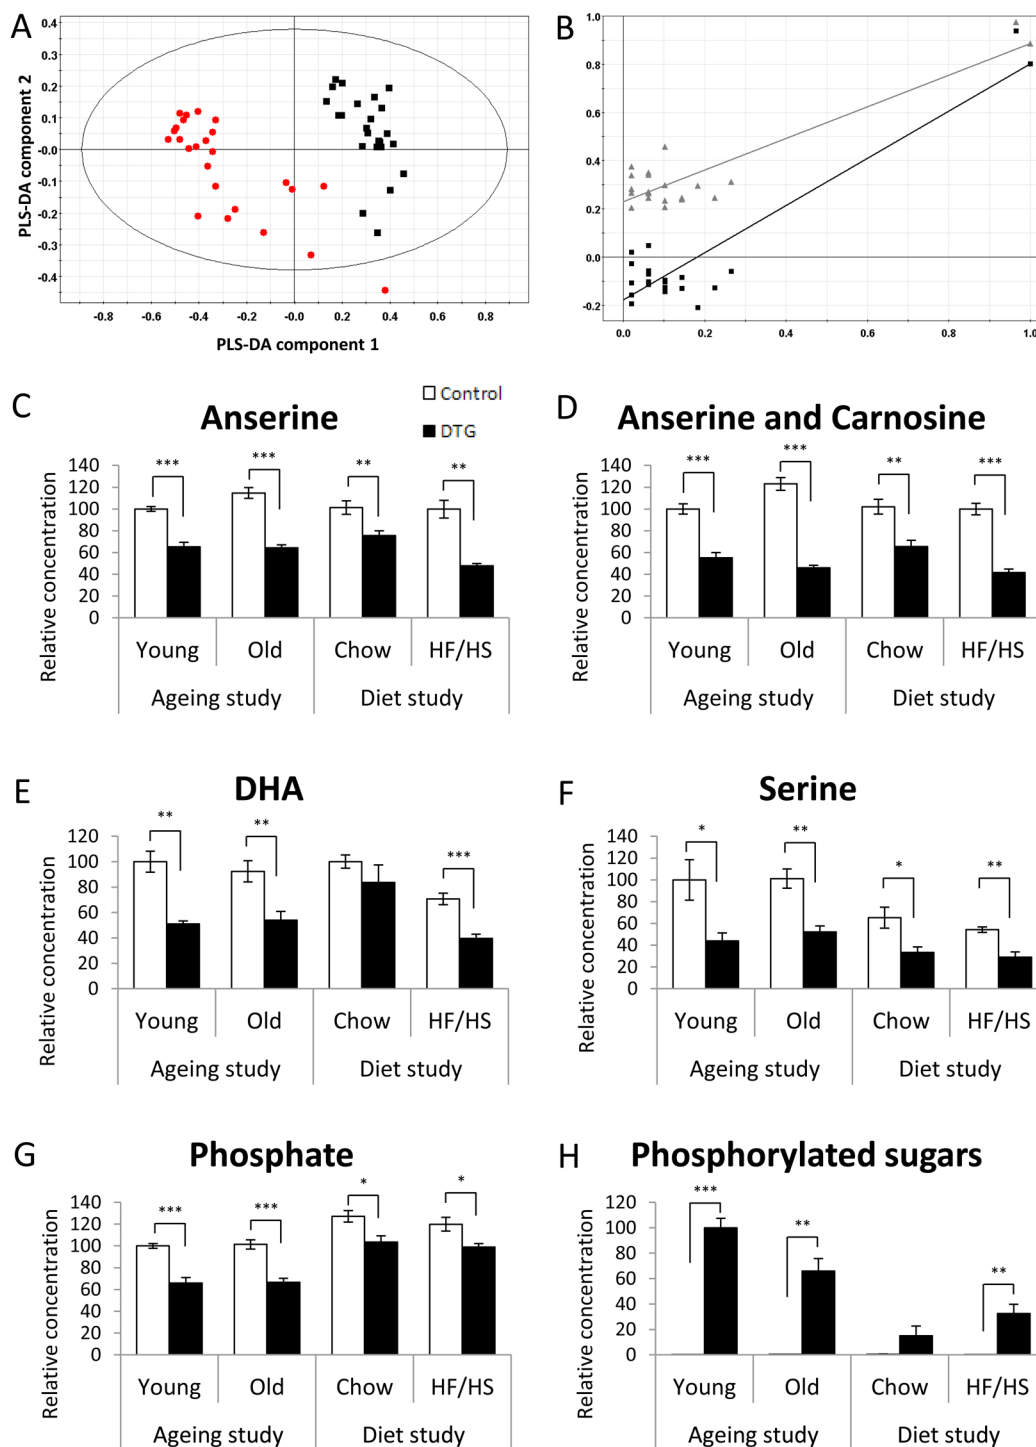 A
0.4
0.3
0.2
0.1
-0.0
-0.1
-0.2
-0.3
-0.4
PLS-DA component 2
-0.8 -0.6 -0.4 -0.2 -0.0 0.2 0.4 0.6 0.8
PLS-DA component 1
B
1.0
0.8
0.6
0.4
0.2
0.0
-0.2
0.0 0.2 0.4 0.6 0.8 1.0
C
Anserine
Control
DTG
Relative concentration
140
120
100
80
60
40
20
0
*** *** ** **
Young Old Chow HF/HS
Ageing study Diet study
D
Anserine and Carnosine
Relative concentration
140
120
100
80
60
40
20
0
*** *** ** ***
Young Old Chow HF/HS
Ageing study Diet study
E
DHA
Relative concentration
120
100
80
60
40
20
0
** ** ***
Young Old Chow HF/HS
Ageing study Diet study
F
Serine
Relative concentration
140
120
100
80
60
40
20
0
* ** * **
Young Old Chow HF/HS
Ageing study Diet study
G
Phosphate
Relative concentration
140
120
100
80
60
40
20
0
*** *** * *
Young Old Chow HF/HS
Ageing study Diet study
H
Phosphorylated sugars
Relative concentration
120
100
80
60
40
20
0
*** ** **
Young Old Chow HF/HS
Ageing study Diet study